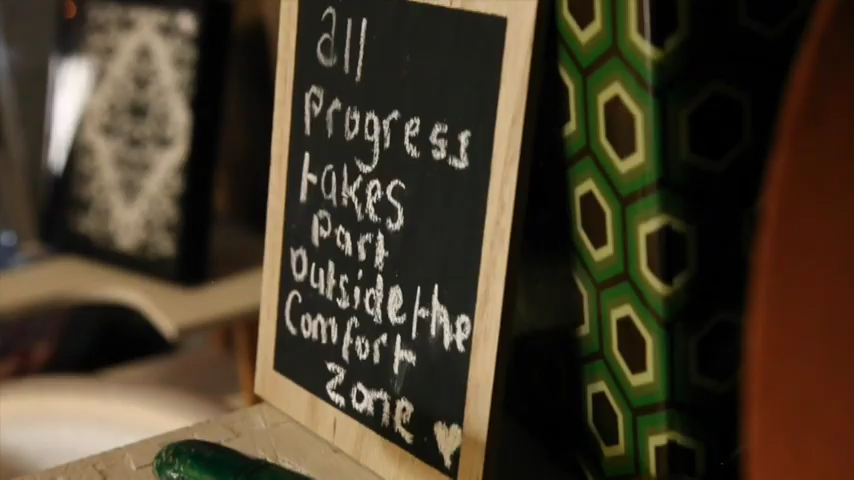 all
progress
takes
part
outside the
comfort
zone